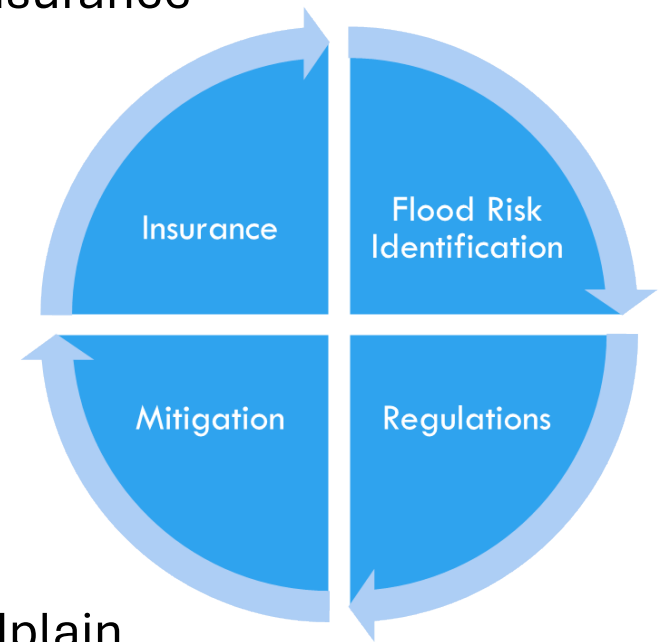 Insurance
Flood Risk
Identification
Mitigation
Regulations